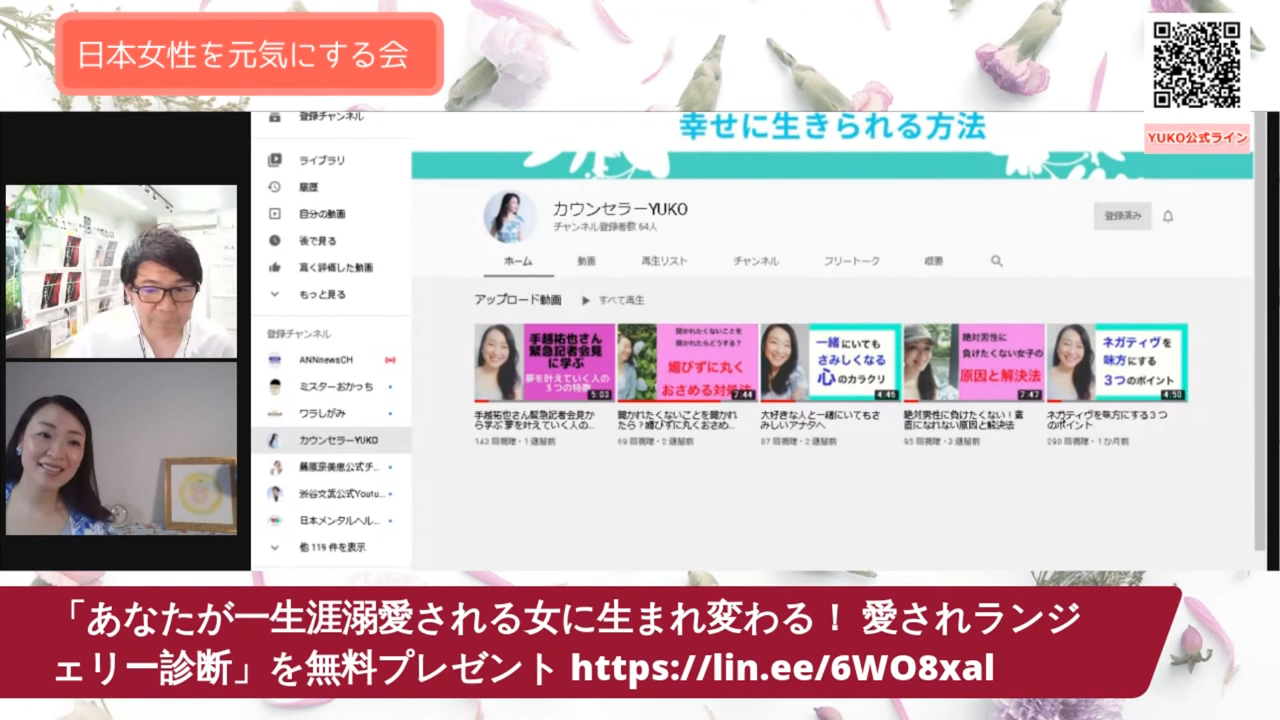 日本女性を元気にする会
YUKO公式ライン
登録チャンネル
ライブラリ
履歴
自分の動画
後で見る
高く評価した動画
もっと見る
登録チャンネル
ANNnewsCH
ミスターおかっち
ワラしがみ
カウンセラーYUKO
藤原奈美恵公式チ...
渋谷文武公式Youtu...
日本メンタルヘル...
他 119 件を表示
幸せに生きられる方法
カウンセラーYUKO
チャンネル登録者数 64人
登録済み
ホーム 動画 再生リスト チャンネル フリートーク 概要
アップロード動画 すべて再生
手越祐也さん
緊急記者会見
に学ぶ
夢を叶えていく人の
3つの特徴
5:03
手越祐也さん緊急記者会見か
ら学ぶ 夢を叶えていく人の...
143 回視聴・1 週間前
聞かれたくないことを
聞かれたらどうする？
媚びずに丸く
おさめる対処法
7:44
聞かれたくないことを聞かれ
たら？媚びずに丸くおさめ...
69 回視聴・2 週間前
一緒にいても
さみしくなる
心のカラクリ
4:46
大好きな人と一緒にいてもさ
みしいアナタへ
87 回視聴・2 週間前
絶対男性に
負けたくない女子の
原因と解決法
7:47
絶対男性に負けたくない！素
直になれない原因と解決法
95 回視聴・3 週間前
ネガティヴを
味方にする
3つのポイント
4:50
ネガティヴを味方にする３つ
のポイント
290 回視聴・1 か月前
「あなたが一生涯溺愛される女に生まれ変わる！ 愛されランジ
ェリー診断」を無料プレゼント https://lin.ee/6WO8xal